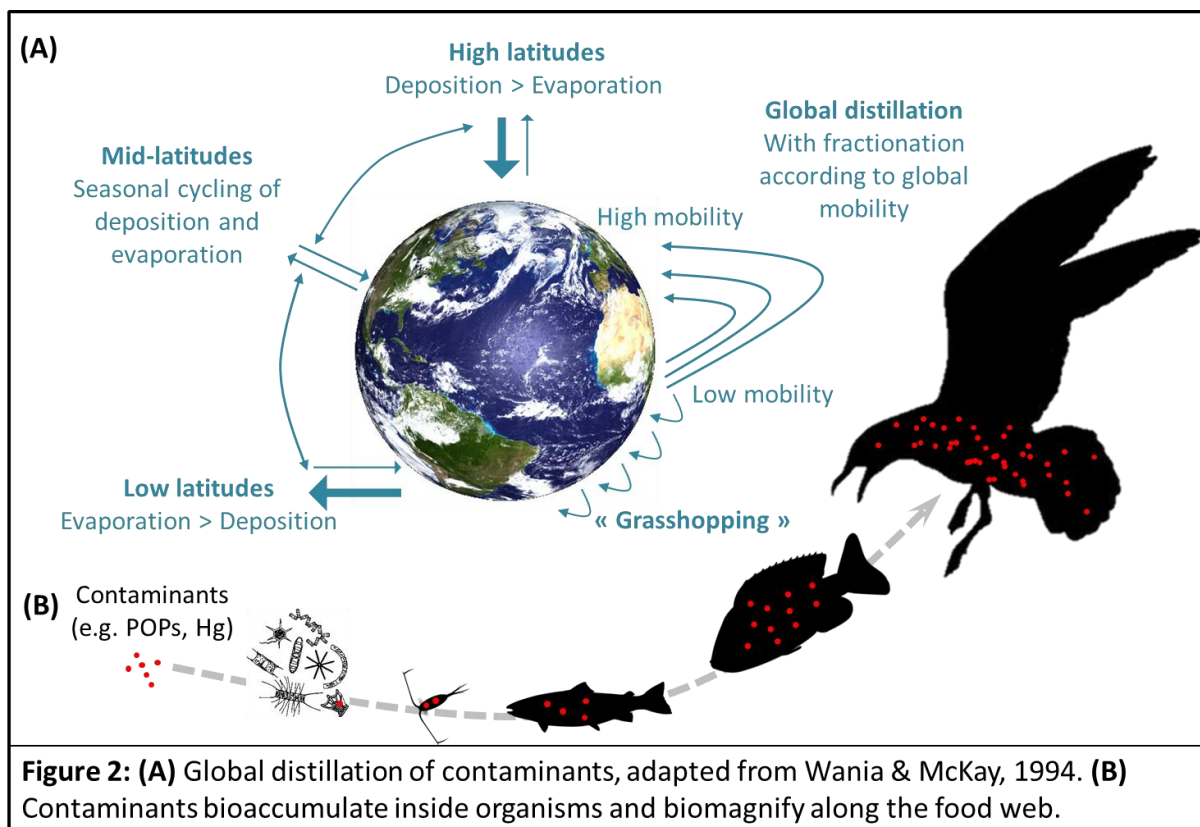 (A)
High latitudes
Deposition > Evaporation
Global distillation
With fractionation
according to global
mobility
Mid-latitudes
Seasonal cycling of
deposition and
evaporation
High mobility
Low mobility
Low latitudes
Evaporation > Deposition
« Grasshopping »
(B)
Contaminants
(e.g. POPs, Hg)
Figure 2: (A) Global distillation of contaminants, adapted from Wania & McKay, 1994. (B)
Contaminants bioaccumulate inside organisms and biomagnify along the food web.